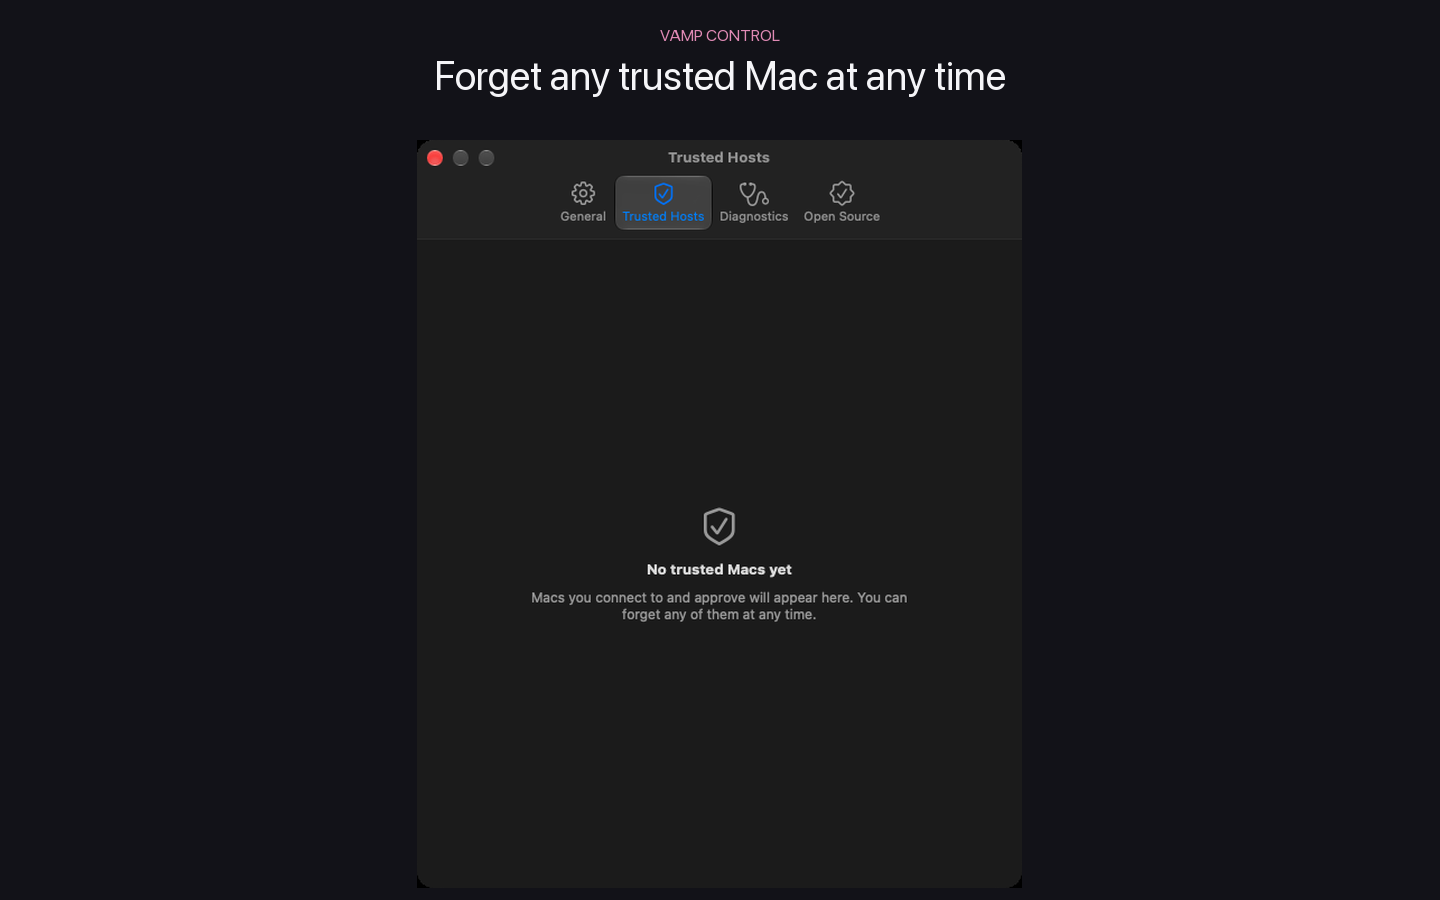 VAMP CONTROL
Forget any trusted Mac at any time
Trusted Hosts
General
Trusted Hosts
Diagnostics
Open Source
No trusted Macs yet
Macs you connect to and approve will appear here. You can
forget any of them at any time.